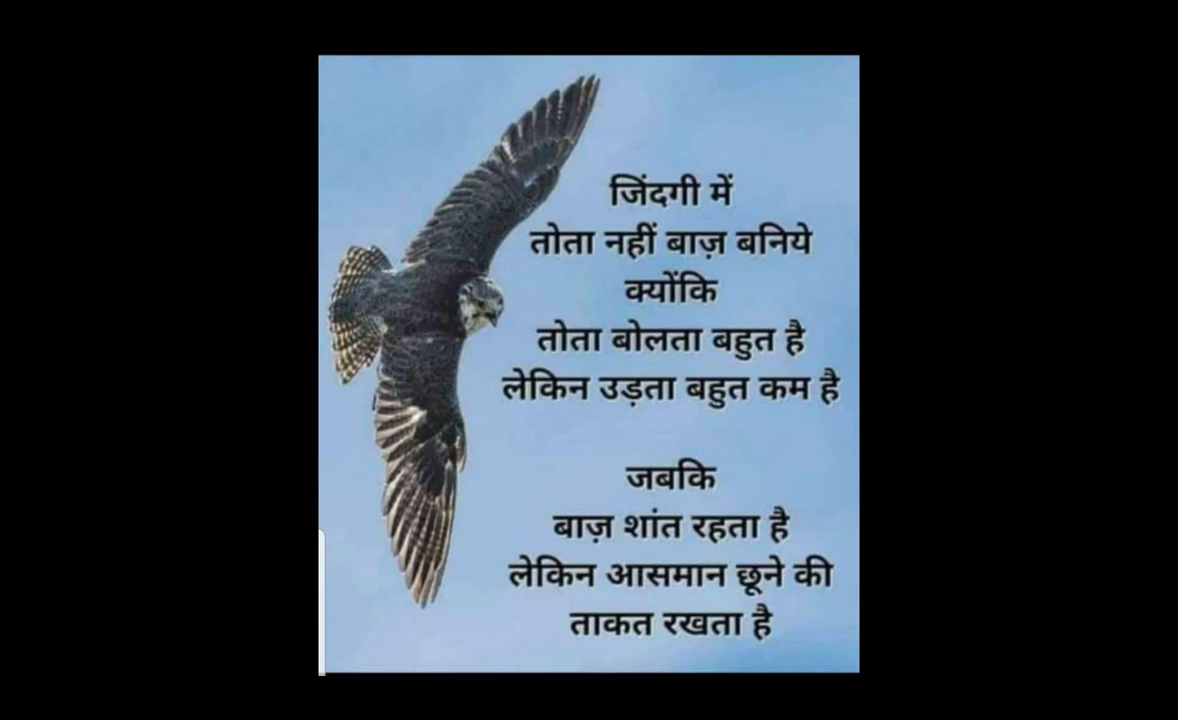 जिंदगी में
तोता नहीं बाज़ बनिये
क्योंकि
तोता बोलता बहुत है
लेकिन उड़ता बहुत कम है
जबकि
बाज़ शांत रहता है
लेकिन आसमान छूने की
ताकत रखता है